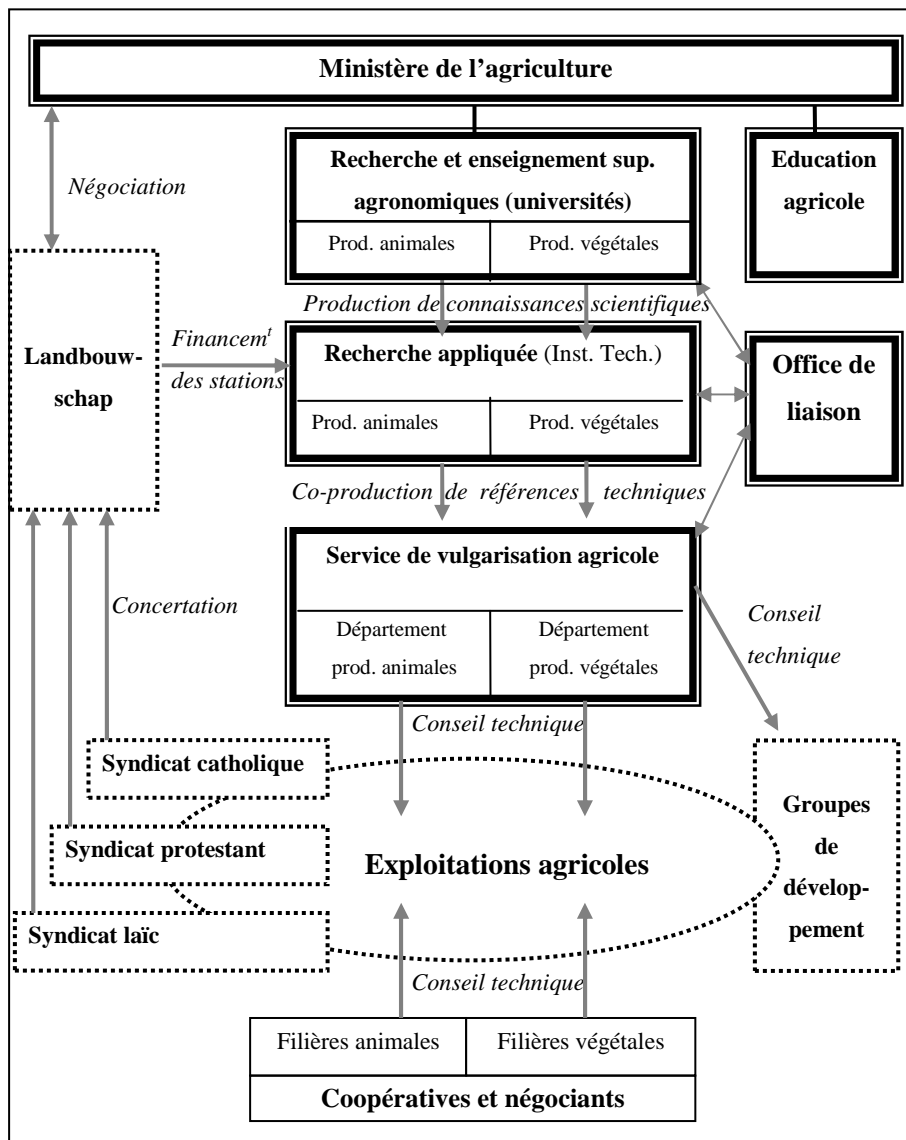 Ministère de l’agriculture
Recherche et enseignement sup.
agronomiques (universités)
Prod. animales
Prod. végétales
Education
agricole
Négociation
Production de connaissances scientifiques
Landbouw-
schap
Financemᵗ
des stations
Recherche appliquée (Inst. Tech.)
Prod. animales
Prod. végétales
Office de
liaison
Co-production de références techniques
Service de vulgarisation agricole
Département
prod. animales
Département
prod. végétales
Concertation
Conseil
technique
Conseil technique
Syndicat catholique
Syndicat protestant
Syndicat laïc
Exploitations agricoles
Groupes
de
dévelop-
pement
Conseil technique
Filières animales
Filières végétales
Coopératives et négociants